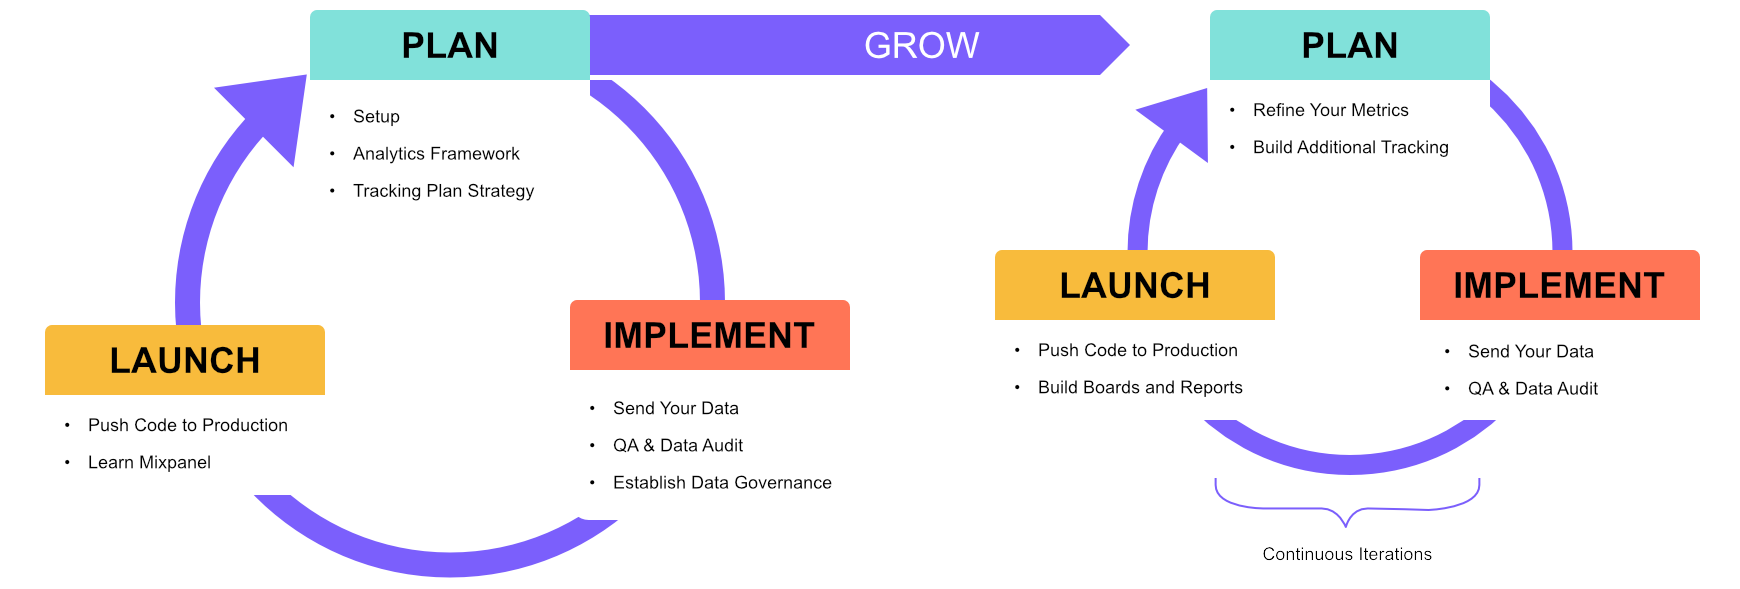 PLAN
• Setup
• Analytics Framework
• Tracking Plan Strategy
GROW
IMPLEMENT
• Send Your Data
• QA & Data Audit
• Establish Data Governance
LAUNCH
• Push Code to Production
• Learn Mixpanel
PLAN
• Refine Your Metrics
• Build Additional Tracking
IMPLEMENT
• Send Your Data
• QA & Data Audit
LAUNCH
• Push Code to Production
• Build Boards and Reports
Continuous Iterations